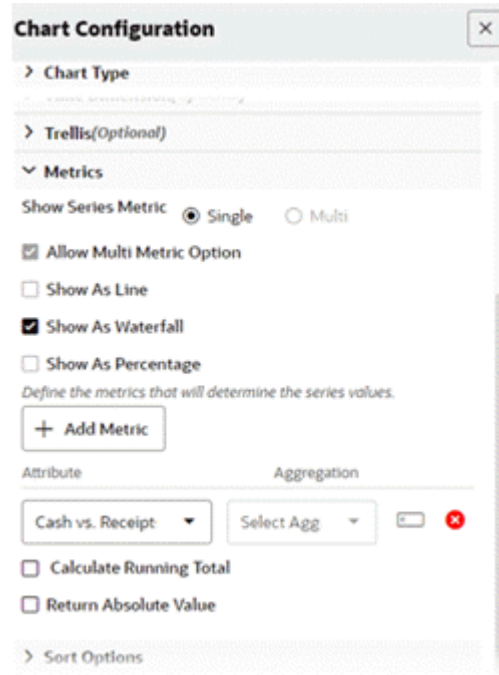 Chart Configuration
Chart Type
Trellis(Optional)
Metrics
Show Series Metric Single Multi
Allow Multi Metric Option
Show As Line
Show As Waterfall
Show As Percentage
Define the metrics that will determine the series values.
+ Add Metric
Attribute Aggregation
Cash vs. Receipt Select Agg
Calculate Running Total
Return Absolute Value
Sort Options